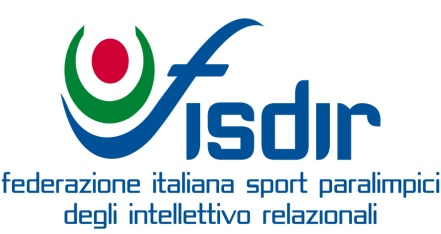 fisdir
federazione italiana sport paralimpici
degli intellettivo relazionali